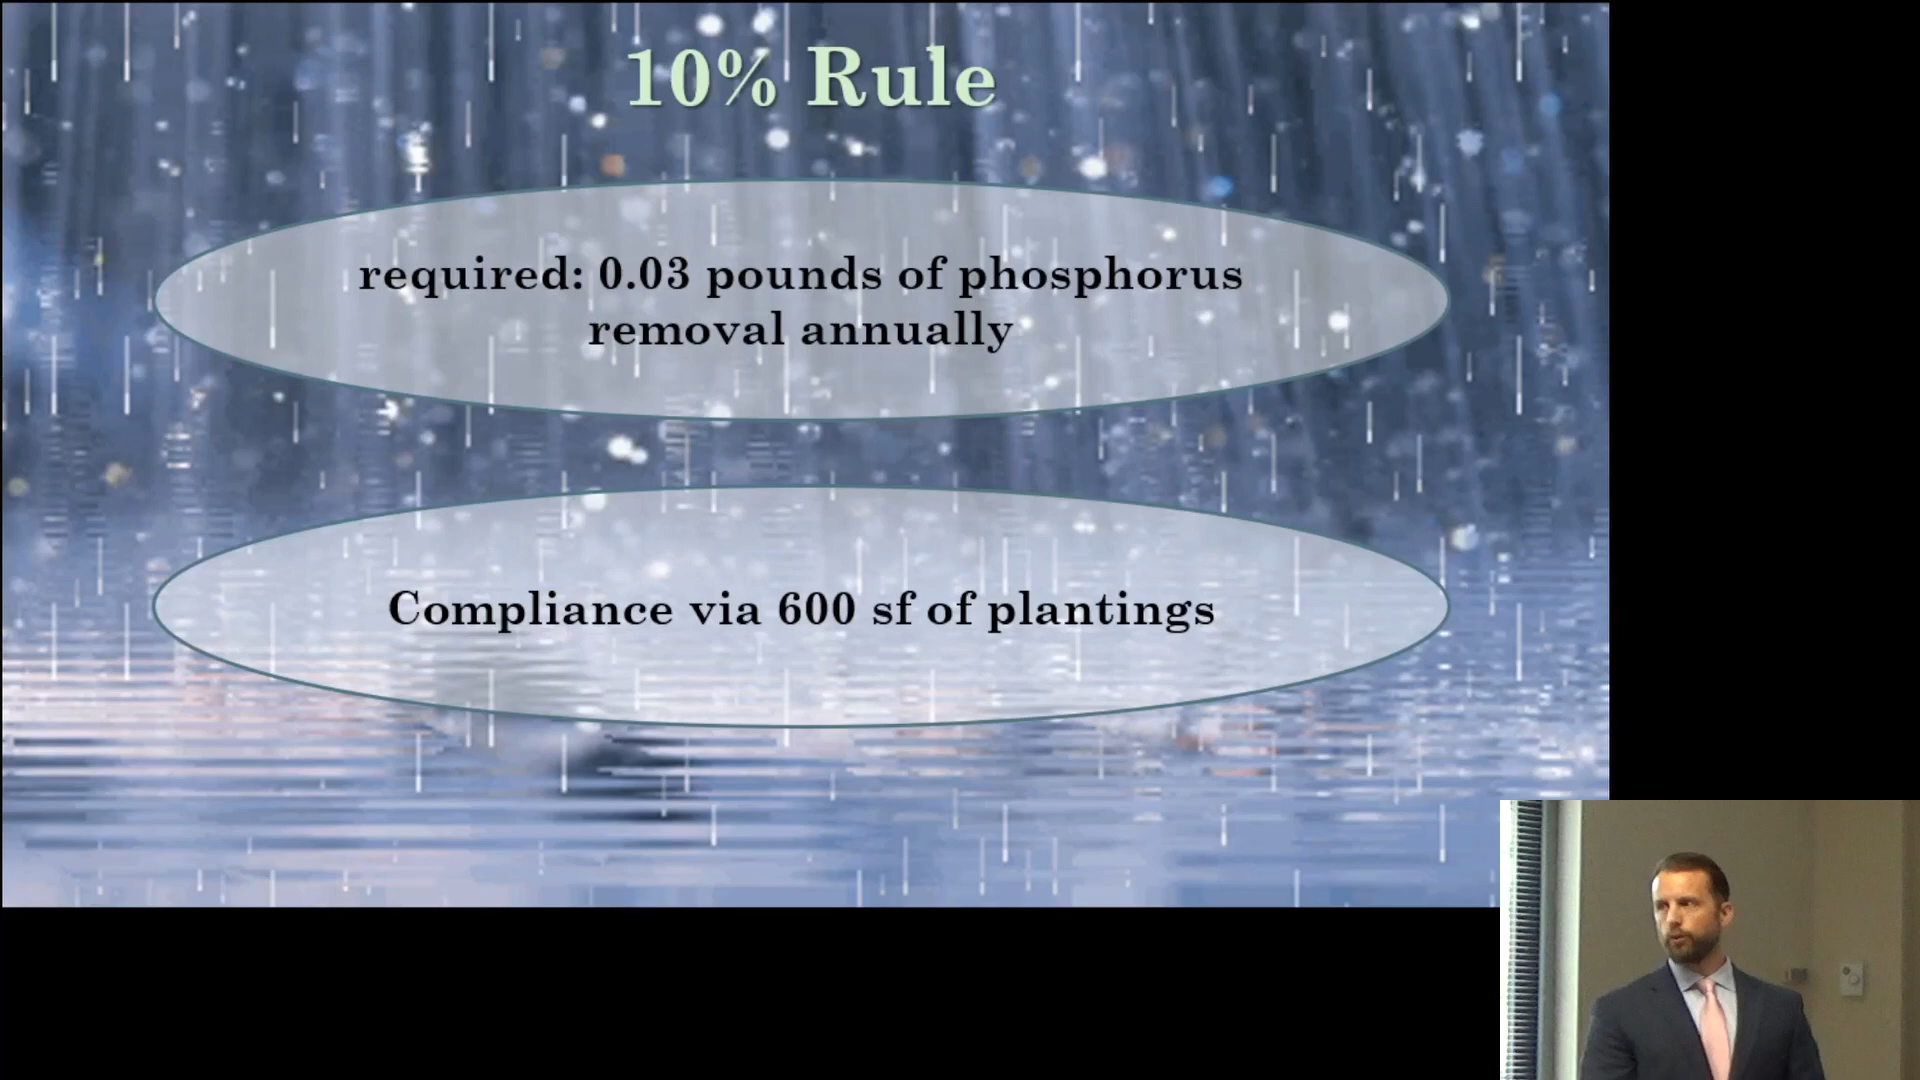 10% Rule
required: 0.03 pounds of phosphorus
removal annually
Compliance via 600 sf of plantings